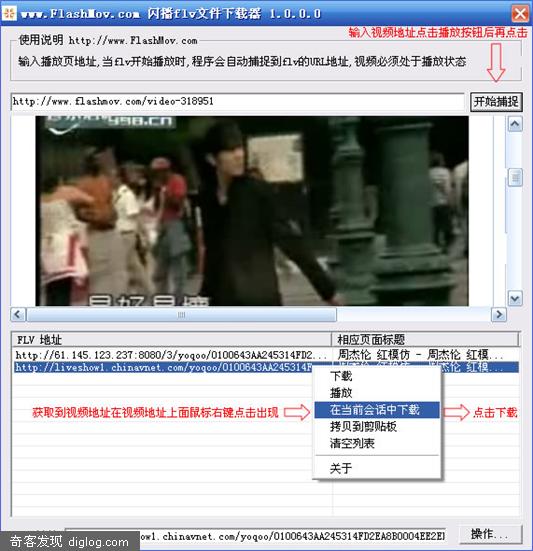 www.FlashMov.com 闪播flv文件下载器 1.0.0.0
输入视频地址点击播放按钮后再点击
使用说明 http://www.FlashMov.com
输入播放页地址,当flv开始播放时,程序会自动捕捉到flv的URL地址,视频必须处于播放状态
http://www.flashmov.com/video-318951
开始捕捉
FLV 地址 相应页面标题
http://61.145.123.237:8080/3/yoqoo/0100643AA245314FD2... 周杰伦 红模仿 - 周杰伦 红模...
http://liveshow1.chinavnet.com/yoqoo/0100643AA245314F
下载
播放
获取到视频地址在视频地址上面鼠标右键点击出现
在当前会话中下载
点击下载
拷贝到剪贴板
清空列表
关于
奇客发现 diglog.com
ow1.chinavnet.com/yoqoo/0100643AA245314FD2EA8B0004EE2E
操作...